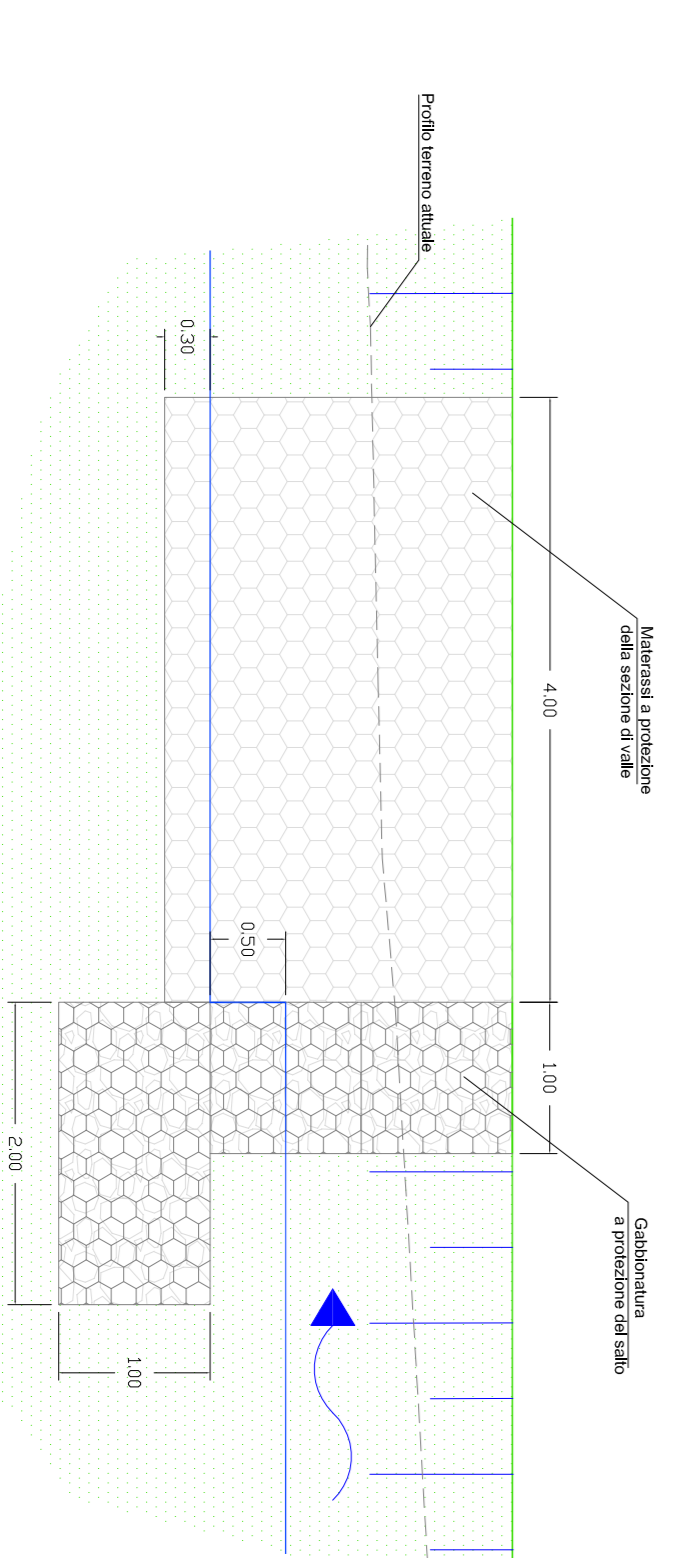 Profilo terreno attuale
Materassi a protezione
della sezione di valle
Gabbionatura
a protezione del salto
4.00
1.00
0.30
0.50
2.00
1.00